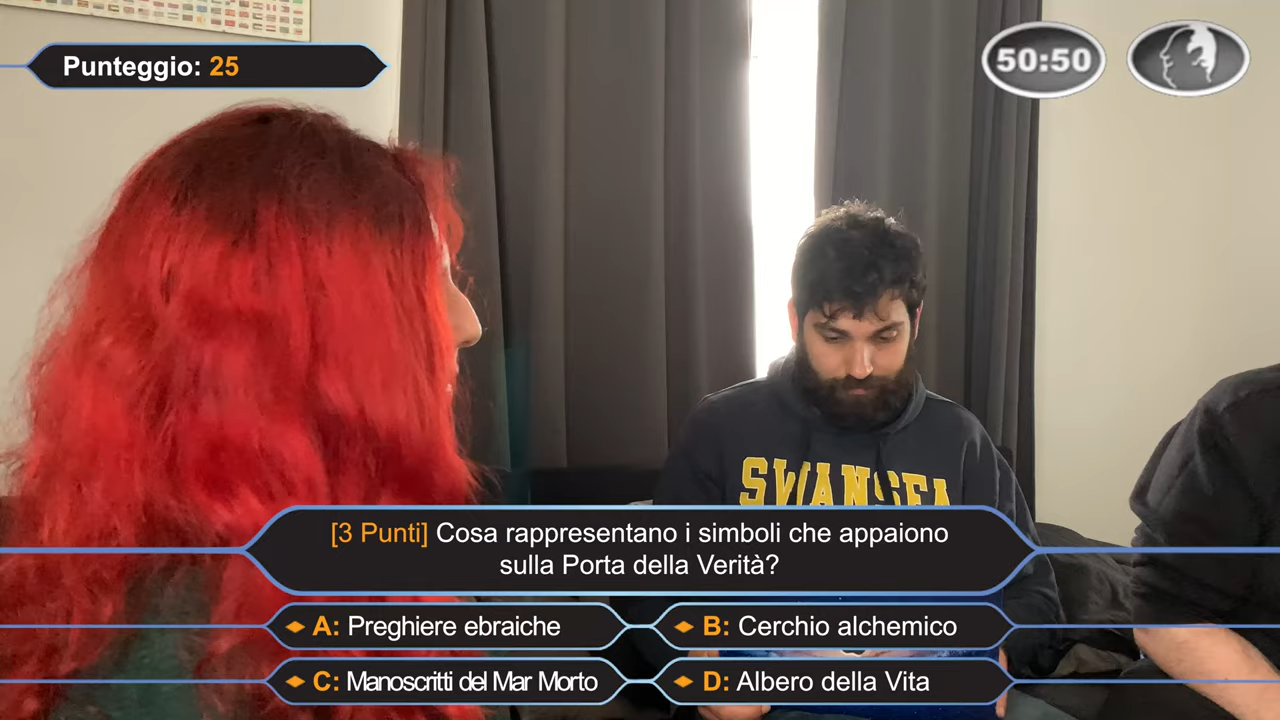 Punteggio: 25
50:50
SWANSEA
[3 Punti] Cosa rappresentano i simboli che appaiono
sulla Porta della Verità?
A: Preghiere ebraiche
B: Cerchio alchemico
C: Manoscritti del Mar Morto
D: Albero della Vita